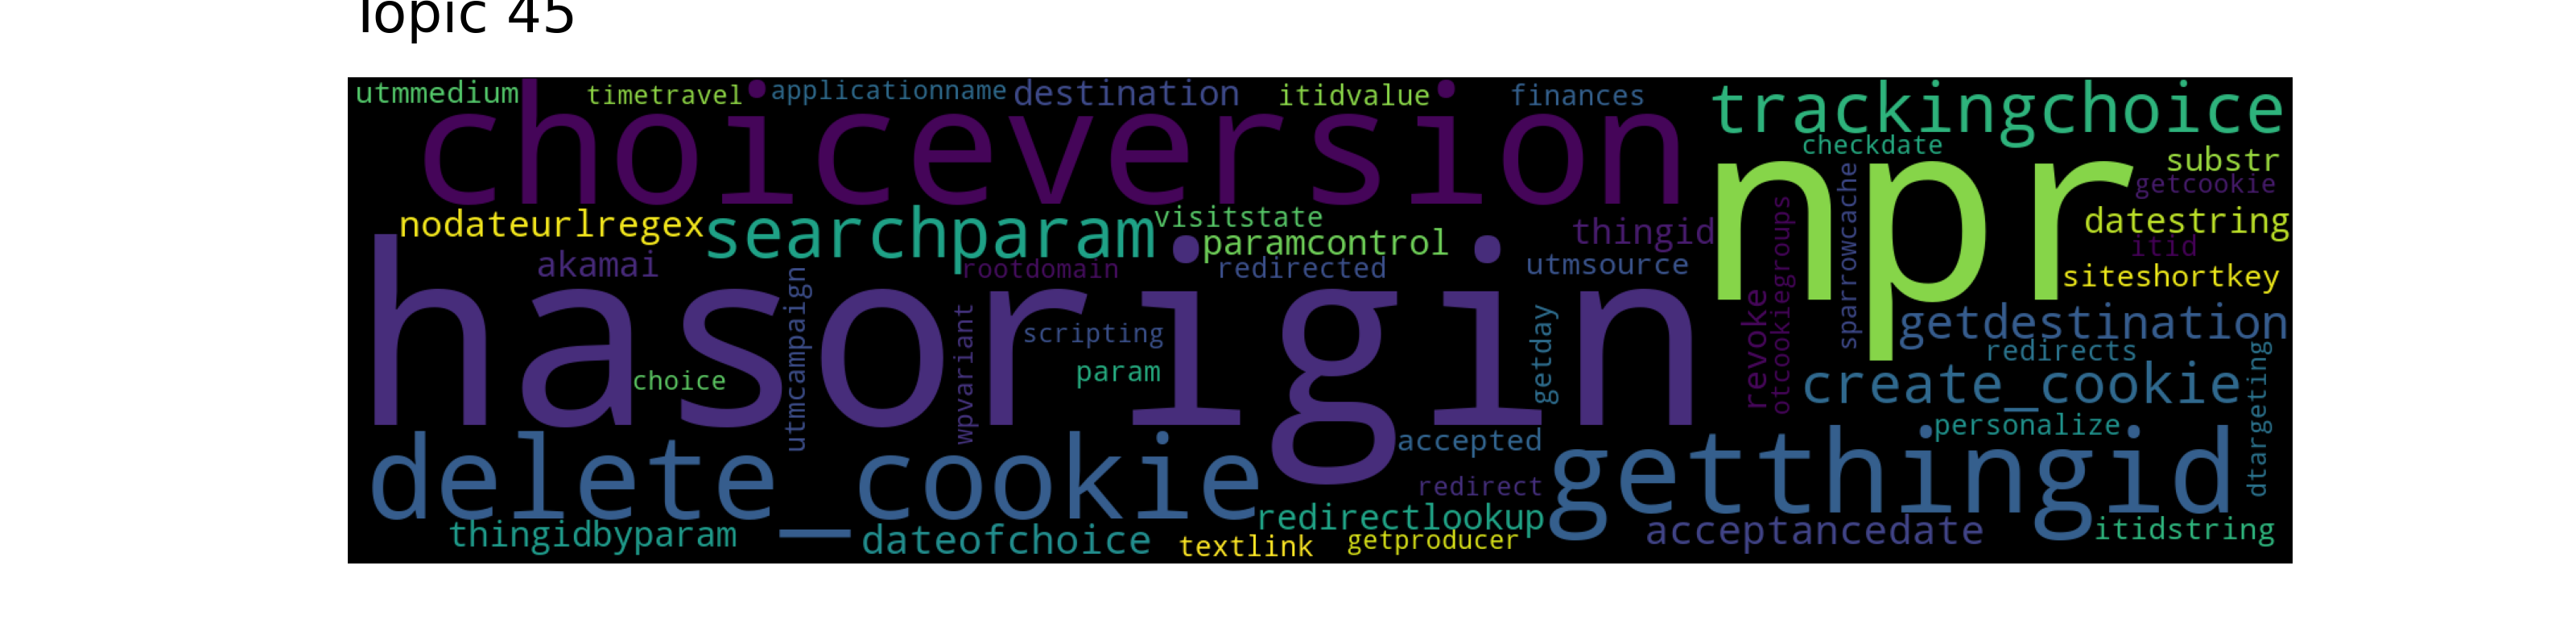 Topic 45
utmmedium timetravel applicationname destination itidvalue finances trackingchoice
choiceversion
checkdate
substr
npr
getcookie
nodateurlregex searchparam visitstate thingid datestring
paramcontrol
itid
akamai rootdomain redirected utmsource siteshortkey
hasorigin
utmcampaign
wpvariant
scripting
getday
revoke
otcookiegroups
sparrowcache
getdestination
redirects
choice param create_cookie
dtargeting
personalize
delete_cookie accepted getthingid
redirect
thingidbyparam dateofchoice redirectlookup acceptancedate itidstring
textlink getproducer